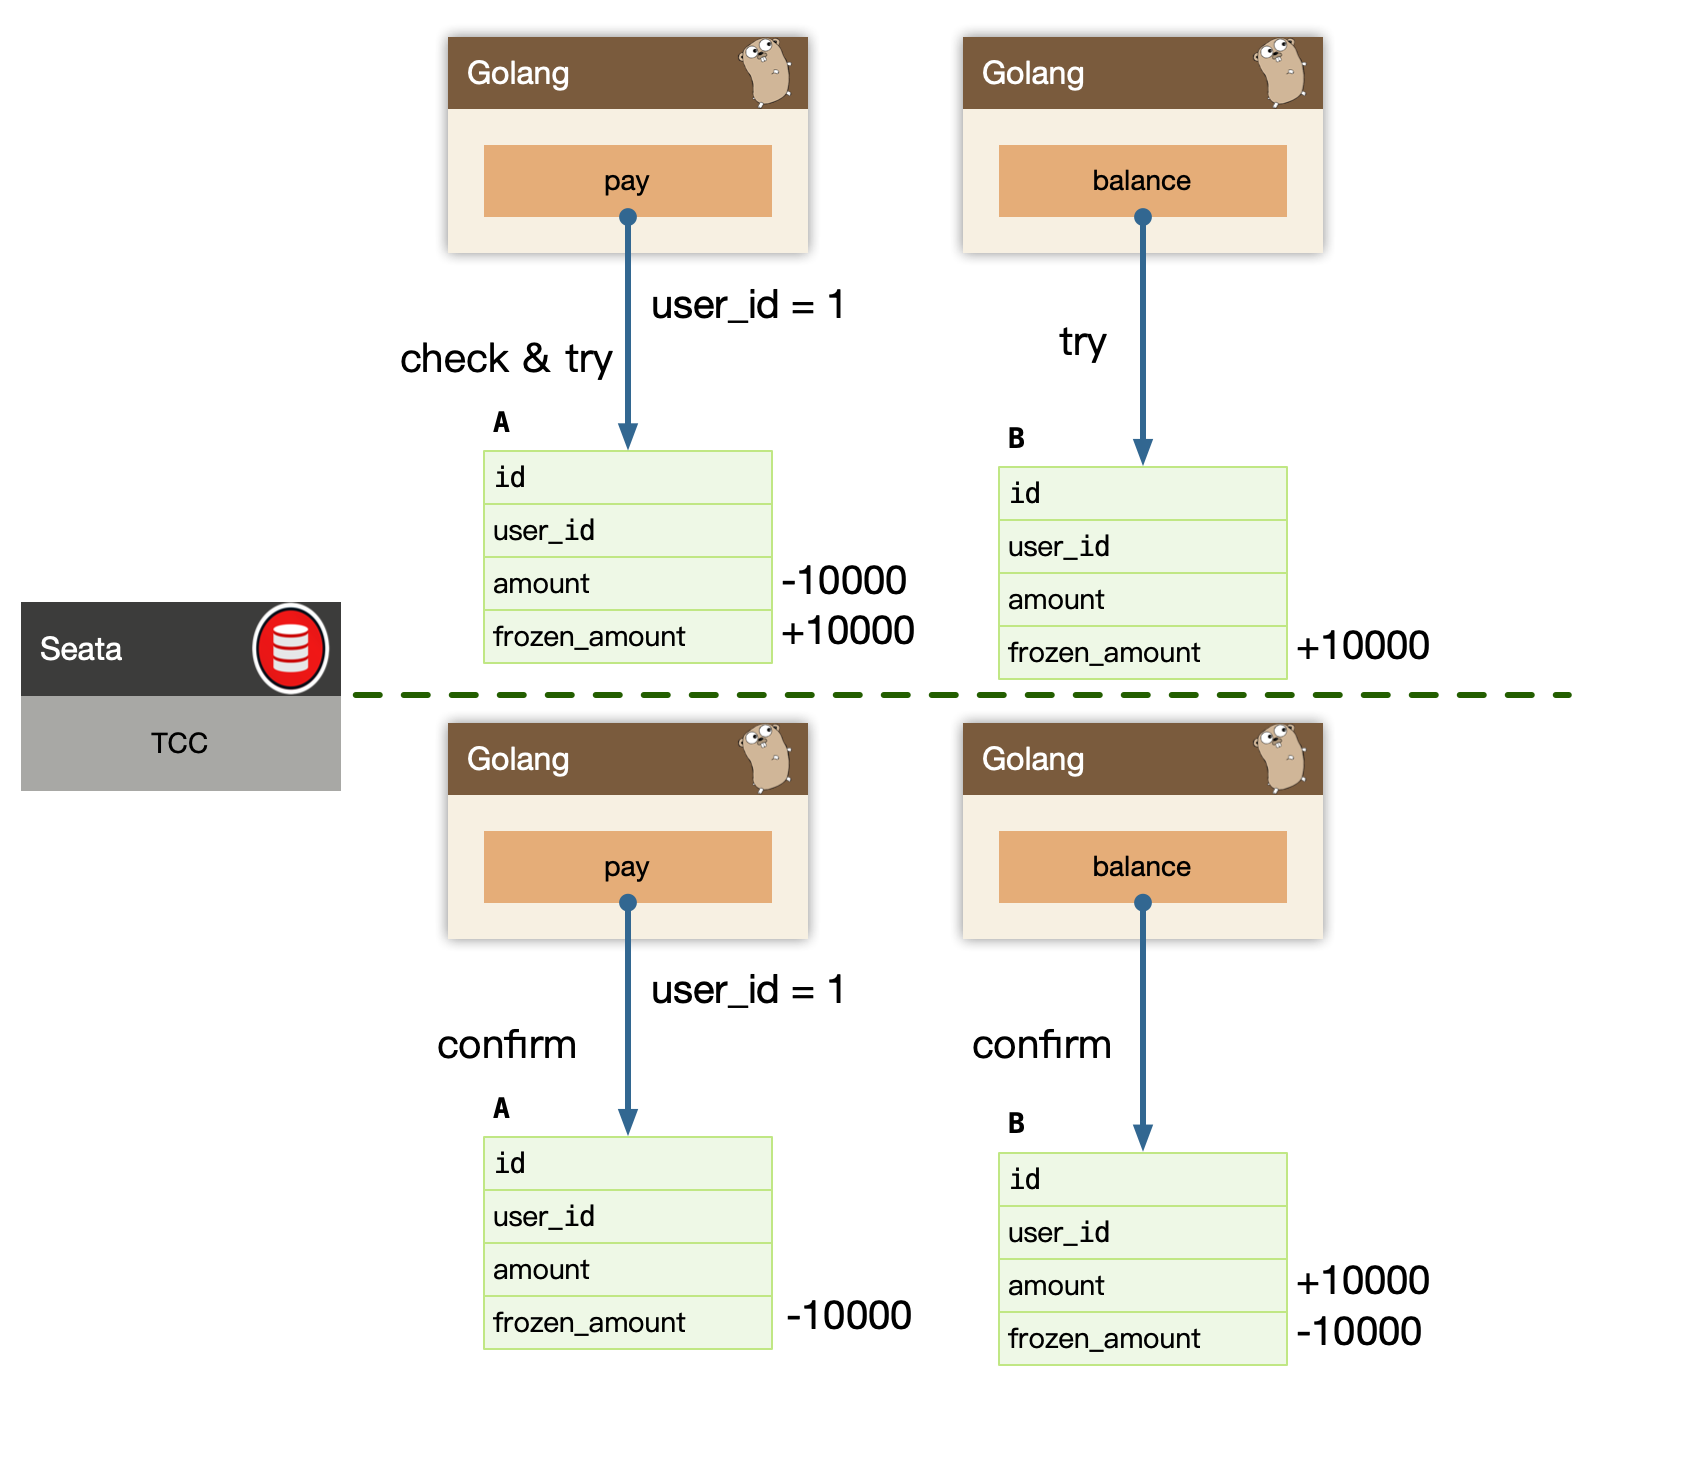 Golang
pay
user_id = 1
check & try
A
id
user_id
amount
-10000
frozen_amount
+10000
Golang
balance
try
B
id
user_id
amount
frozen_amount
+10000
Seata
TCC
Golang
pay
user_id = 1
confirm
A
id
user_id
amount
frozen_amount
-10000
Golang
balance
confirm
B
id
user_id
amount
+10000
frozen_amount
-10000